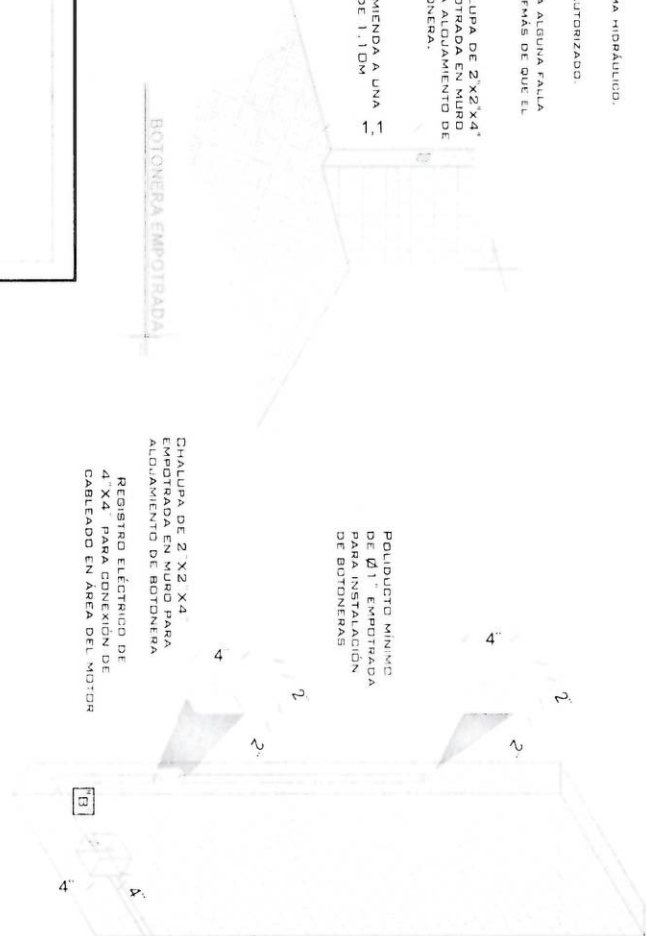 MA HIDRÁULICO.
UTORIZADO.
A ALGUNA FALLA
EMÁS DE QUE EL
LUPA DE 2"X2"X4"
OTRADA EN MURO
A ALOJAMIENTO DE
ONERA.
MIENDA A UNA
DE 1.10M
1.1
BOTONERA EMPOTRADA
CHALUPA DE 2"X2"X4"
EMPOTRADA EN MURO PARA
ALOJAMIENTO DE BOTONERA
REGISTRO ELÉCTRICO DE
4"X4" PARA CONEXIÓN DE
CABLEADO EN ÁREA DEL MOTOR
POLIDUCTO MÍNIMO
DE Ø1" EMPOTRADA
PARA INSTALACIÓN
DE BOTONERAS
4"
2"
2"
4"
2"
2"
4"
4"